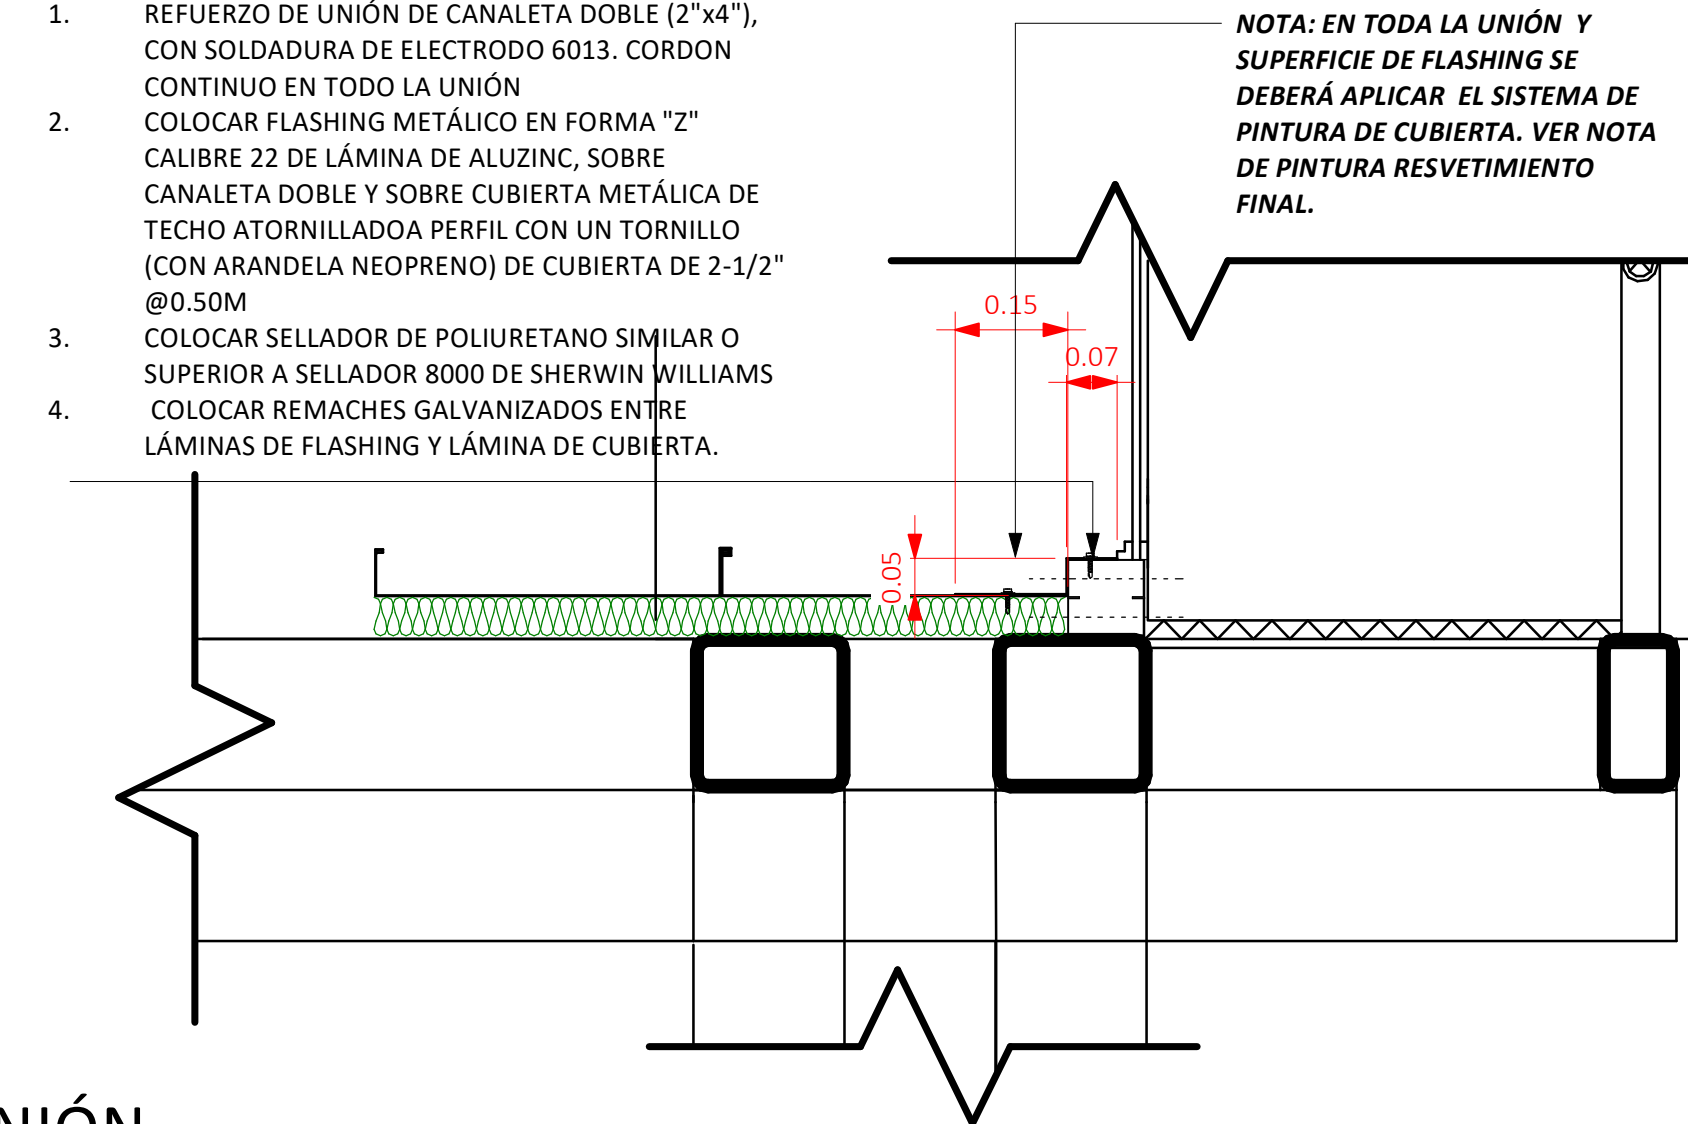 1. REFUERZO DE UNIÓN DE CANALETA DOBLE (2"x4"),
CON SOLDADURA DE ELECTRODO 6013. CORDON
CONTINUO EN TODO LA UNIÓN
2. COLOCAR FLASHING METÁLICO EN FORMA "Z"
CALIBRE 22 DE LÁMINA DE ALUZINC, SOBRE
CANALETA DOBLE Y SOBRE CUBIERTA METÁLICA DE
TECHO ATORNILLADOA PERFIL CON UN TORNILLO
(CON ARANDELA NEOPRENO) DE CUBIERTA DE 2-1/2"
@0.50M
3. COLOCAR SELLADOR DE POLIURETANO SIMILAR O
SUPERIOR A SELLADOR 8000 DE SHERWIN WILLIAMS
4. COLOCAR REMACHES GALVANIZADOS ENTRE
LÁMINAS DE FLASHING Y LÁMINA DE CUBIERTA.
NOTA: EN TODA LA UNIÓN Y
SUPERFICIE DE FLASHING SE
DEBERÁ APLICAR EL SISTEMA DE
PINTURA DE CUBIERTA. VER NOTA
DE PINTURA RESVETIMIENTO
FINAL.
0.15
0.07
0.05
NIÓN